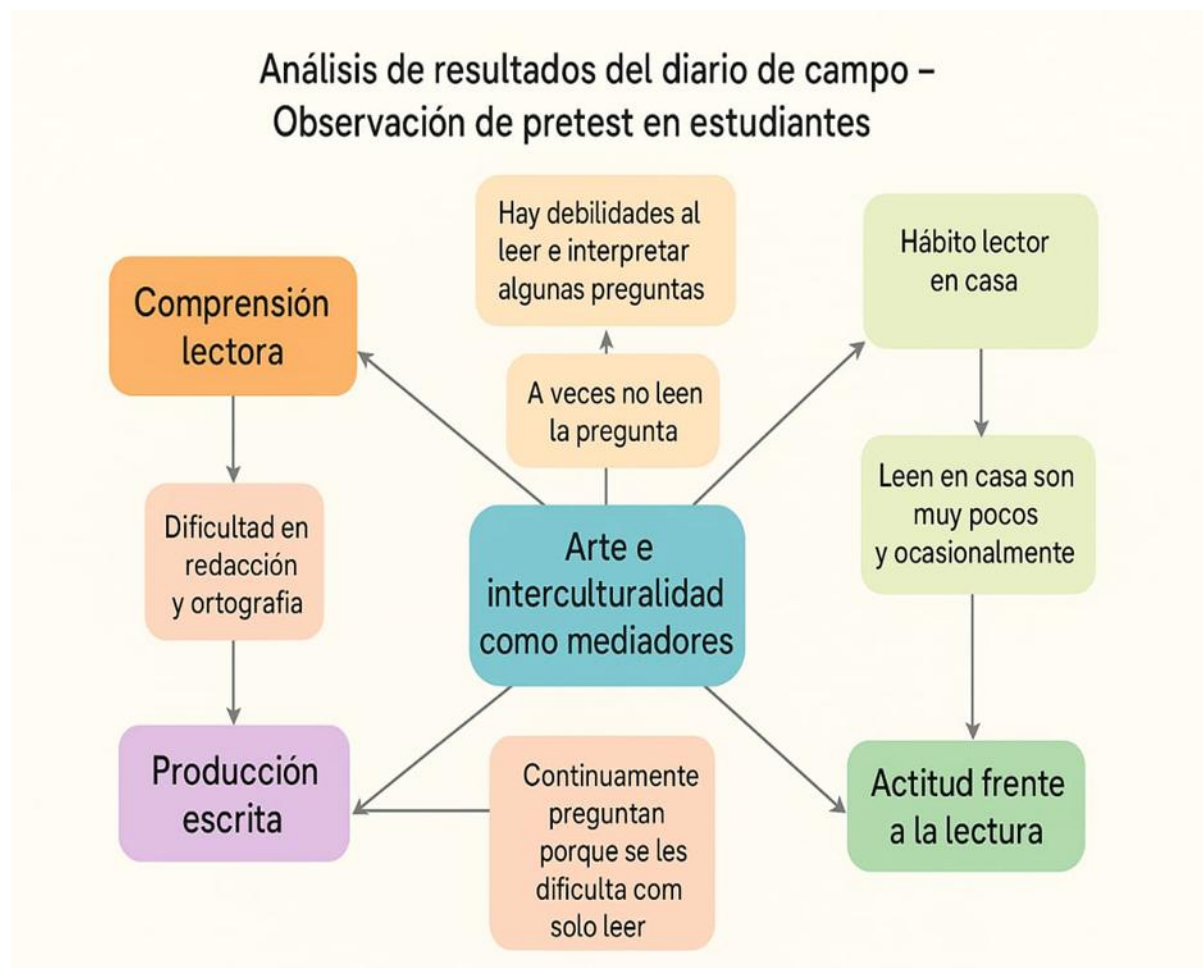 Análisis de resultados del diario de campo –
Observación de pretest en estudiantes
Hay debilidades al
leer e interpretar
algunas preguntas
Hábito lector
en casa
Comprensión
lectora
A veces no leen
la pregunta
Leen en casa son
muy pocos
y ocasionalmente
Dificultad en
redacción
y ortografia
Arte e
interculturalidad
como mediadores
Producción
escrita
Continuamente
preguntan
porque se les
dificulta com
solo leer
Actitud frente
a la lectura